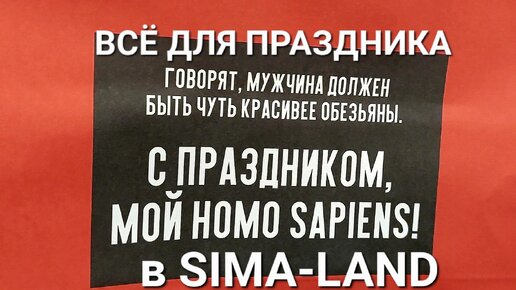 ВСЁ ДЛЯ ПРАЗДНИКА
ГОВОРЯТ, МУЖЧИНА ДОЛЖЕН
БЫТЬ ЧУТЬ КРАСИВЕЕ ОБЕЗЬЯНЫ.
С ПРАЗДНИКОМ,
МОЙ HOMO SAPIENS!
в SIMA-LAND